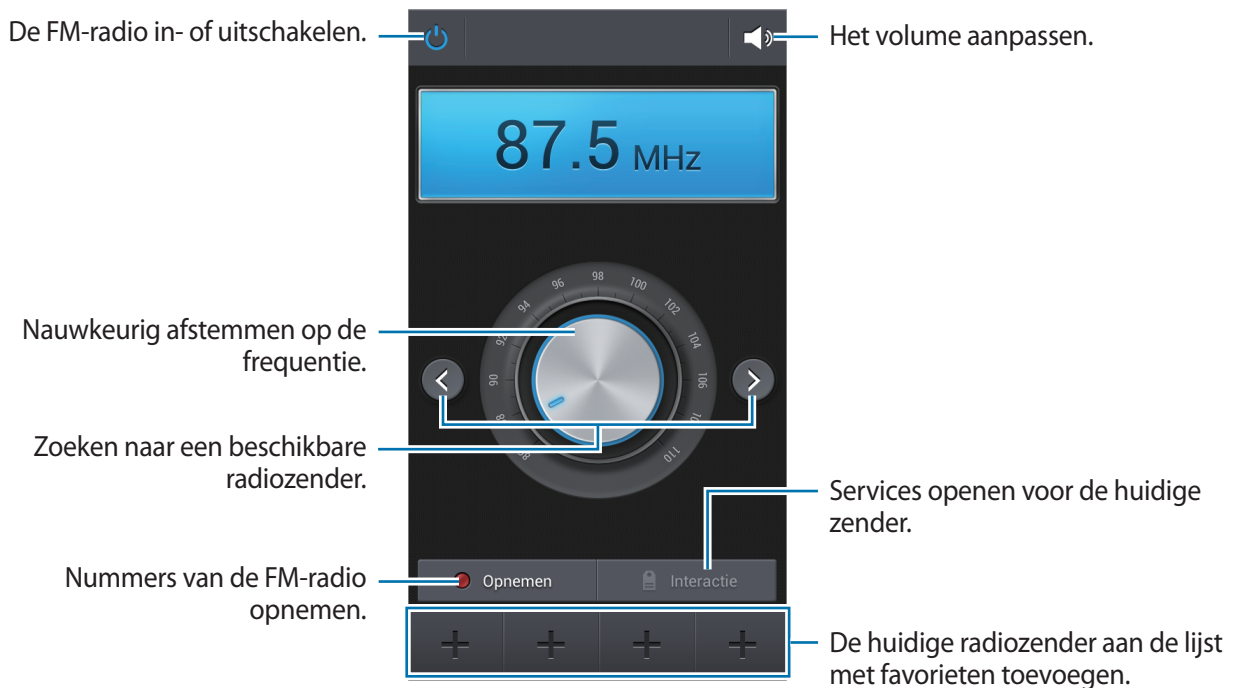 De FM-radio in- of uitschakelen.
Het volume aanpassen.
87.5 MHz
Nauwkeurig afstemmen op de
frequentie.
90
92
94
96
98
100
102
104
106
110
Zoeken naar een beschikbare
radiozender.
Services openen voor de huidige
zender.
Nummers van de FM-radio
opnemen.
Opnemen
Interactie
De huidige radiozender aan de lijst
met favorieten toevoegen.